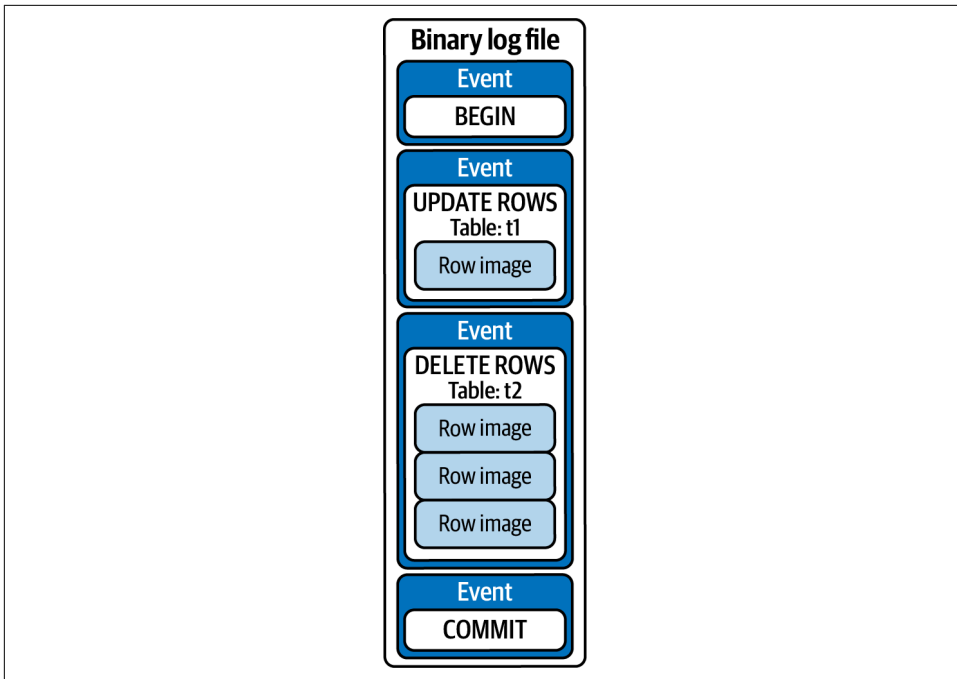 Binary log file
Event
BEGIN
Event
UPDATE ROWS
Table: t1
Row image
Event
DELETE ROWS
Table: t2
Row image
Row image
Row image
Event
COMMIT